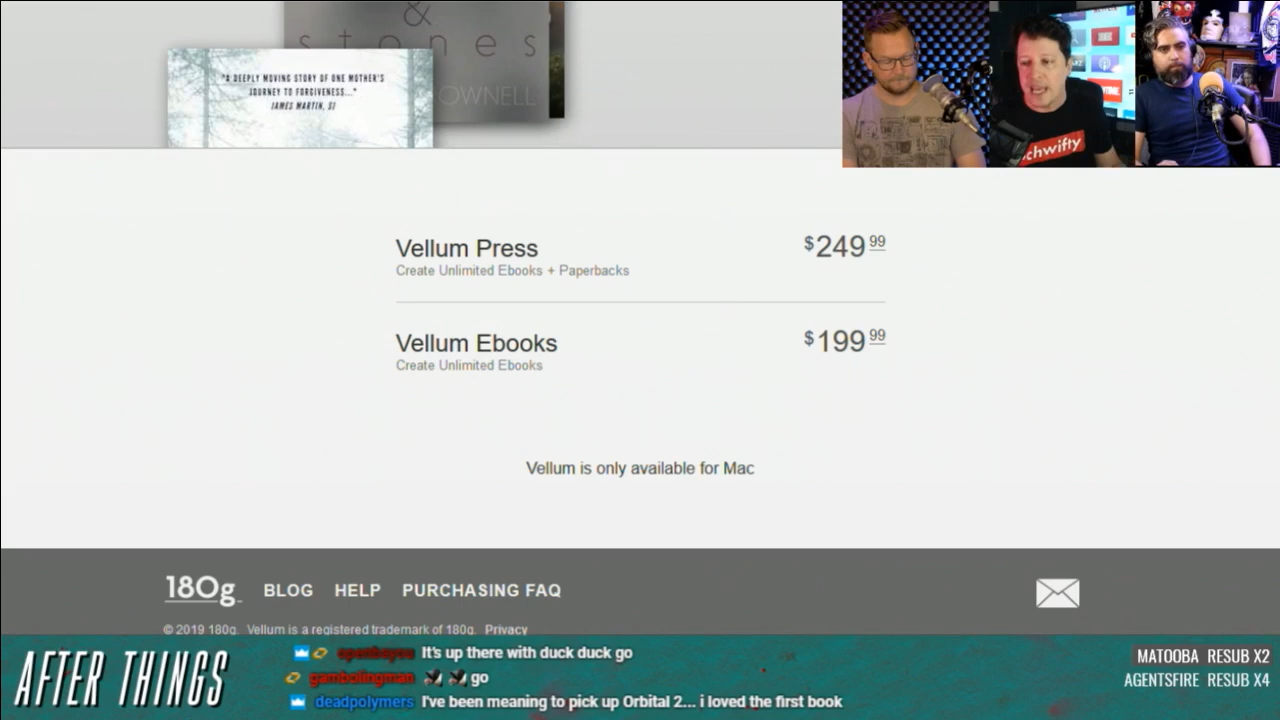 &
stones
"A DEEPLY MOVING STORY OF ONE MOTHER'S
JOURNEY TO FORGIVENESS..."
JAMES MARTIN, SJ
OWNELL
chwifty
Vellum Press
$249 99
Create Unlimited Ebooks + Paperbacks
Vellum Ebooks
$199 99
Create Unlimited Ebooks
Vellum is only available for Mac
180g BLOG HELP PURCHASING FAQ
© 2019 180g. Vellum is a registered trademark of 180g. Privacy
AFTER THINGS
It's up there with duck duck go
gambolingman go
deadpolymers I've been meaning to pick up Orbital 2... i loved the first book
MATOOBA RESUB X2
AGENTSFIRE RESUB X4